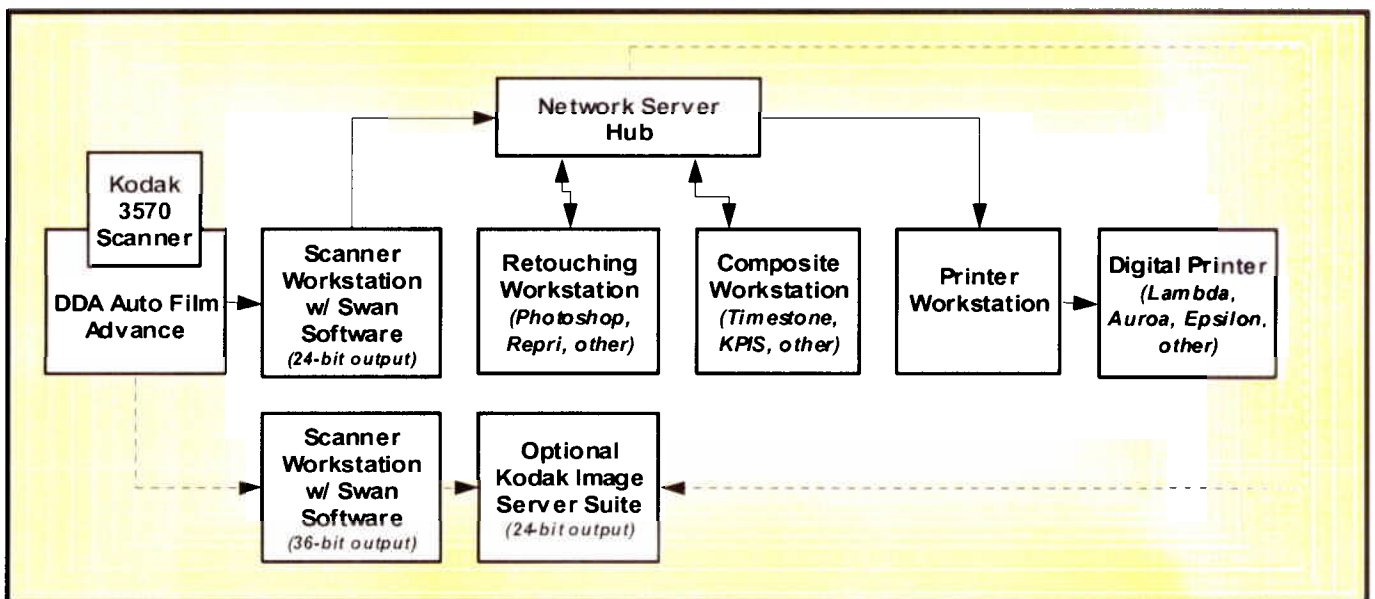 Network Server
Hub
Kodak
3570
Scanner
DDA Auto Film
Advance
Scanner
Workstation
w/ Swan
Software
(24-bit output)
Retouching
Workstation
(Photoshop,
Repri, other)
Composite
Workstation
(Timestone,
KPIS, other)
Printer
Workstation
Digital Printer
(Lambda,
Auroa, Epsilon,
other)
Scanner
Workstation
w/ Swan
Software
(36-bit output)
Optional
Kodak Image
Server Suite
(24-bit output)